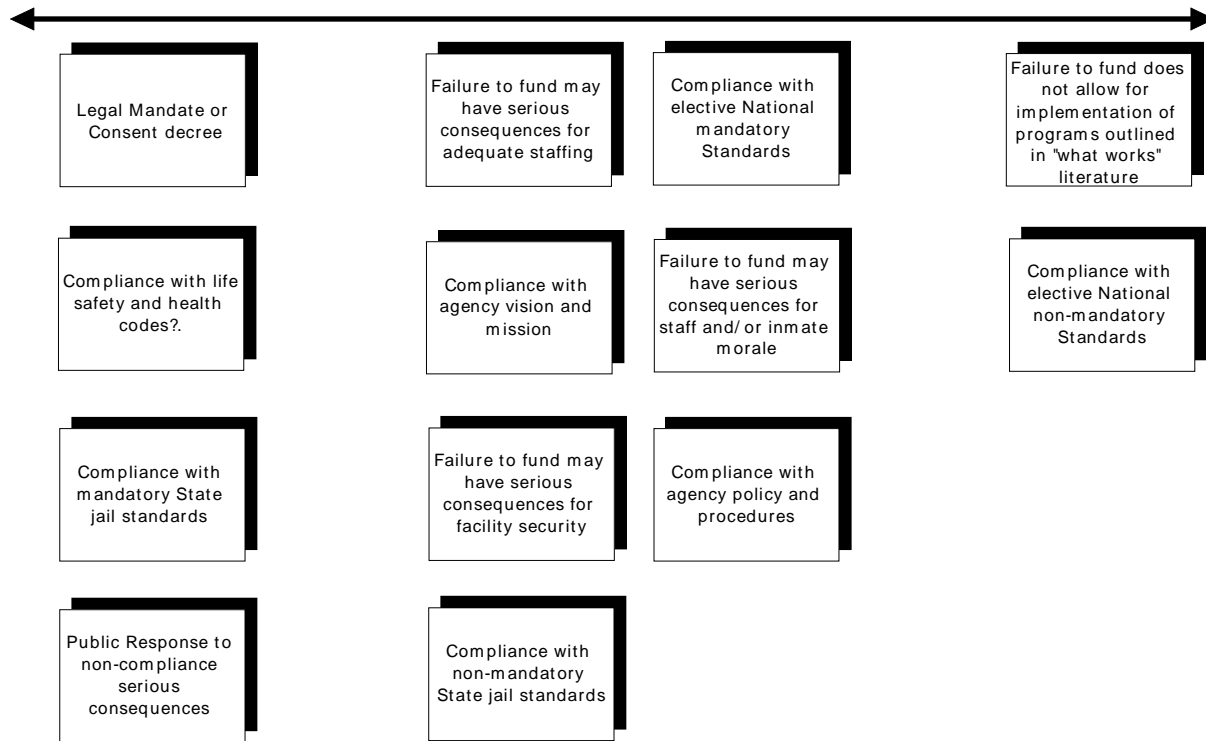 Legal Mandate or
Consent decree
Failure to fund may
have serious
consequences for
adequate staffing
Compliance with
elective National
mandatory
Standards
Failure to fund does
not allow for
implementation of
programs outlined
in "what works"
literature
Compliance with life
safety and health
codes?.
Compliance with
agency vision and
mission
Failure to fund may
have serious
consequences for
staff and/ or inmate
morale
Compliance with
elective National
non-mandatory
Standards
Compliance with
mandatory State
jail standards
Failure to fund may
have serious
consequences for
facility security
Compliance with
agency policy and
procedures
Public Response to
non-compliance
serious
consequences
Compliance with
non-mandatory
State jail standards